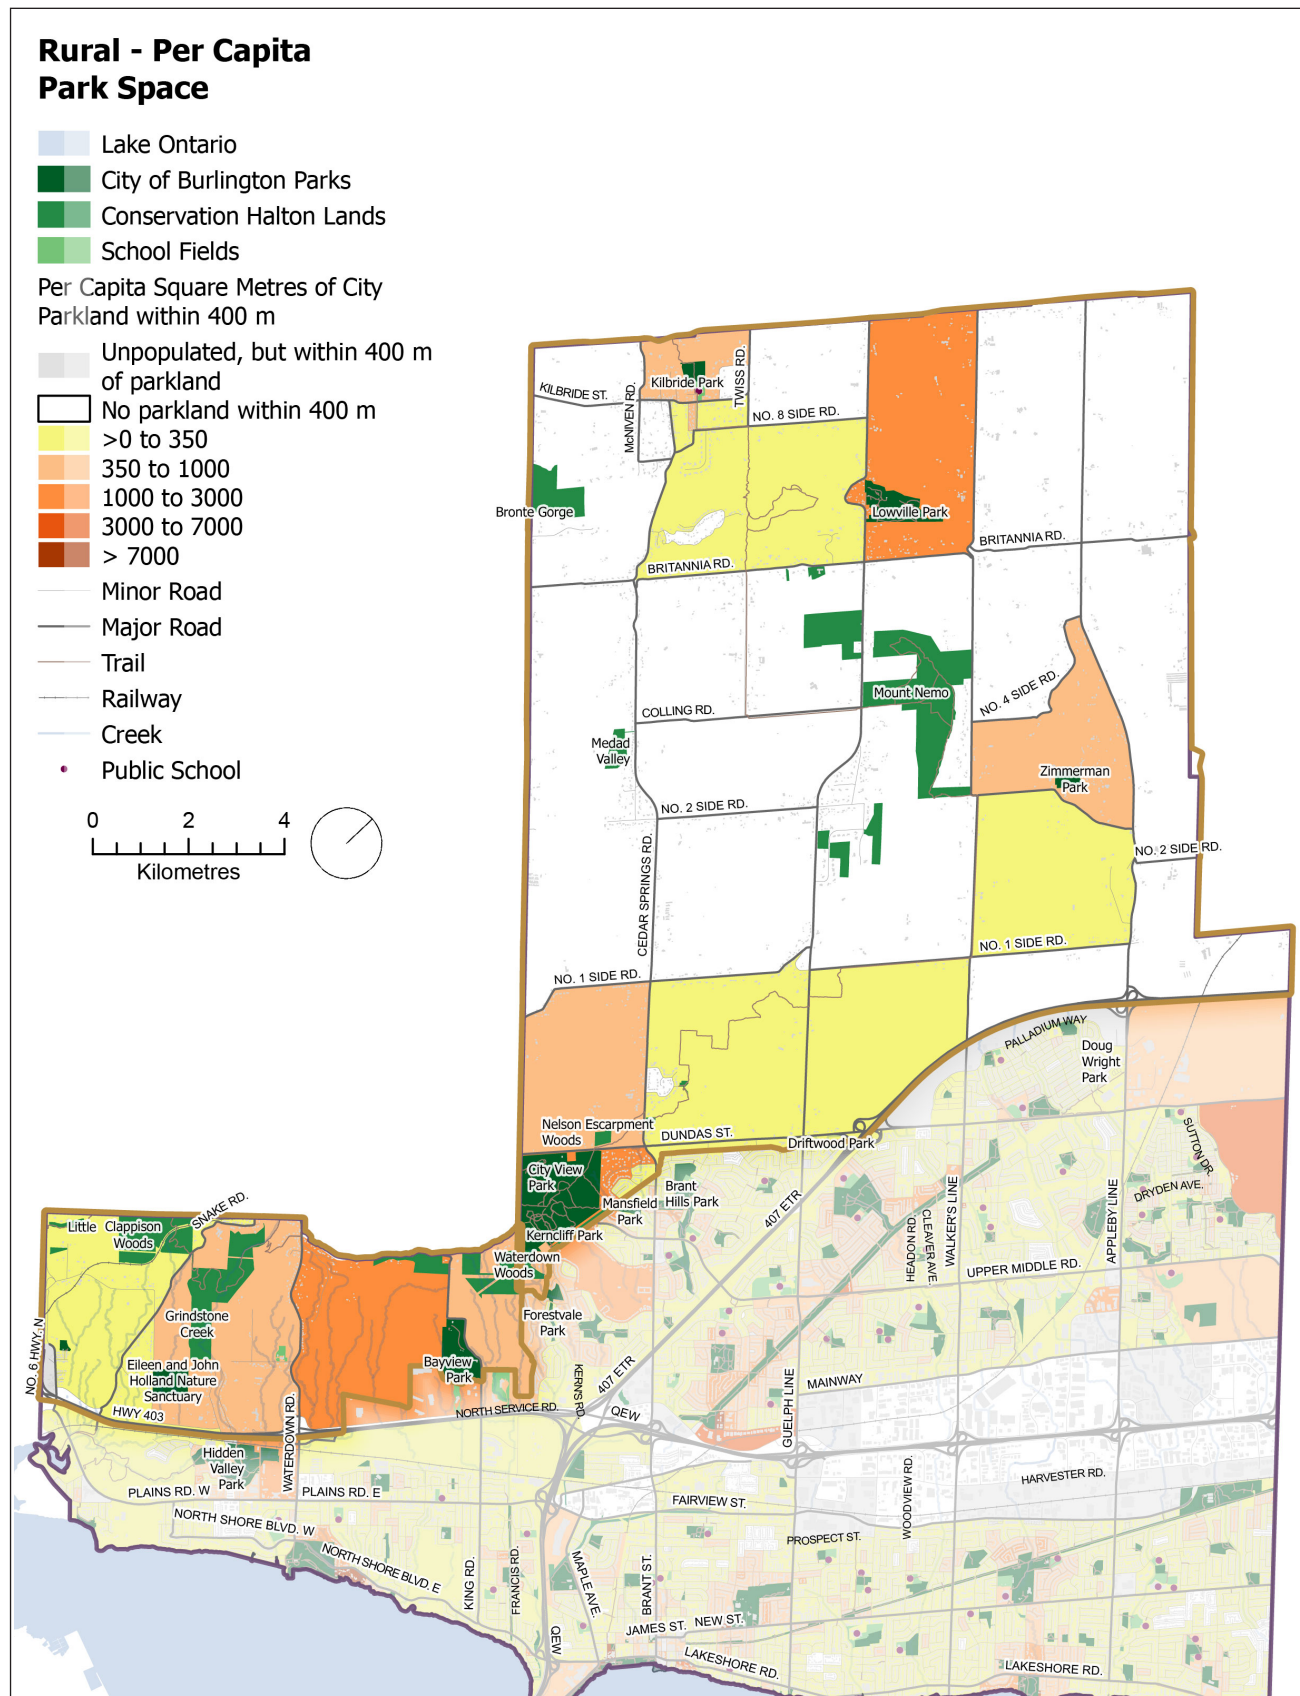 Rural - Per Capita
Park Space
Lake Ontario
City of Burlington Parks
Conservation Halton Lands
School Fields
Per Capita Square Metres of City
Parkland within 400 m
Unpopulated, but within 400 m
of parkland
No parkland within 400 m
>0 to 350
350 to 1000
1000 to 3000
3000 to 7000
> 7000
Minor Road
Major Road
Trail
Railway
Creek
Public School
0 2 4
Kilometres
KILBRIDE ST.
McNIVEN RD.
Kilbride Park
TWISS RD.
NO. 8 SIDE RD.
Bronte Gorge
Lowville Park
BRITANNIA RD.
BRITANNIA RD.
COLLING RD.
Mount Nemo
NO. 4 SIDE RD.
Medad
Valley
Zimmerman
Park
NO. 2 SIDE RD.
NO. 2 SIDE RD.
CEDAR SPRINGS RD.
NO. 1 SIDE RD.
NO. 1 SIDE RD.
PALLADIUM WAY
Doug
Wright
Park
Nelson Escarpment
Woods
DUNDAS ST.
Driftwood Park
SUTTON DR.
DRYDEN AVE.
City View
Park
Brant
Hills Park
Mansfield
Park
407 ETR
Kerncliff Park
HEADON RD.
CLEAVER AVE.
WALKER'S LINE
APPLEBY LINE
UPPER MIDDLE RD.
SNAKE RD.
Little
Clappison
Woods
Waterdown
Woods
Grindstone
Creek
Forestvale
Park
NO. 6 HWY. N
Eileen and John
Holland Nature
Sanctuary
Bayview
Park
KERNS RD.
407 ETR
GUELPH LINE
MAINWAY
HWY 403
WATERDOWN RD.
NORTH SERVICE RD.
QEW
Hidden
Valley
Park
HARVESTER RD.
WOODVIEW RD.
PLAINS RD. W
PLAINS RD. E
FAIRVIEW ST.
NORTH SHORE BLVD. W
PROSPECT ST.
NORTH SHORE BLVD. E
KING RD.
FRANCIS RD.
MAPLE AVE.
BRANT ST.
QEW
JAMES ST.
NEW ST.
LAKESHORE RD.
LAKESHORE RD.